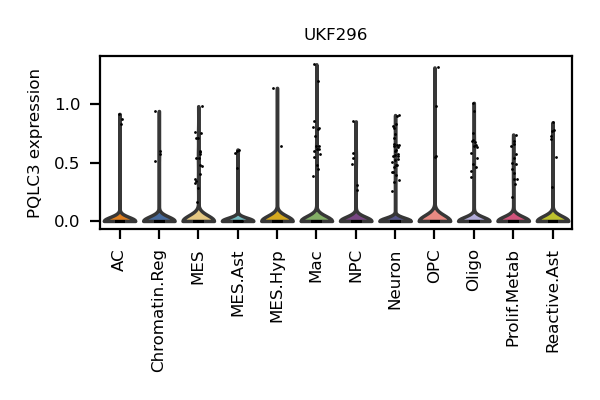 UKF296
PQLC3 expression
1.0
0.5
0.0
AC
Chromatin.Reg
MES
MES.Ast
MES.Hyp
Mac
NPC
Neuron
OPC
Oligo
Prolif.Metab
Reactive.Ast